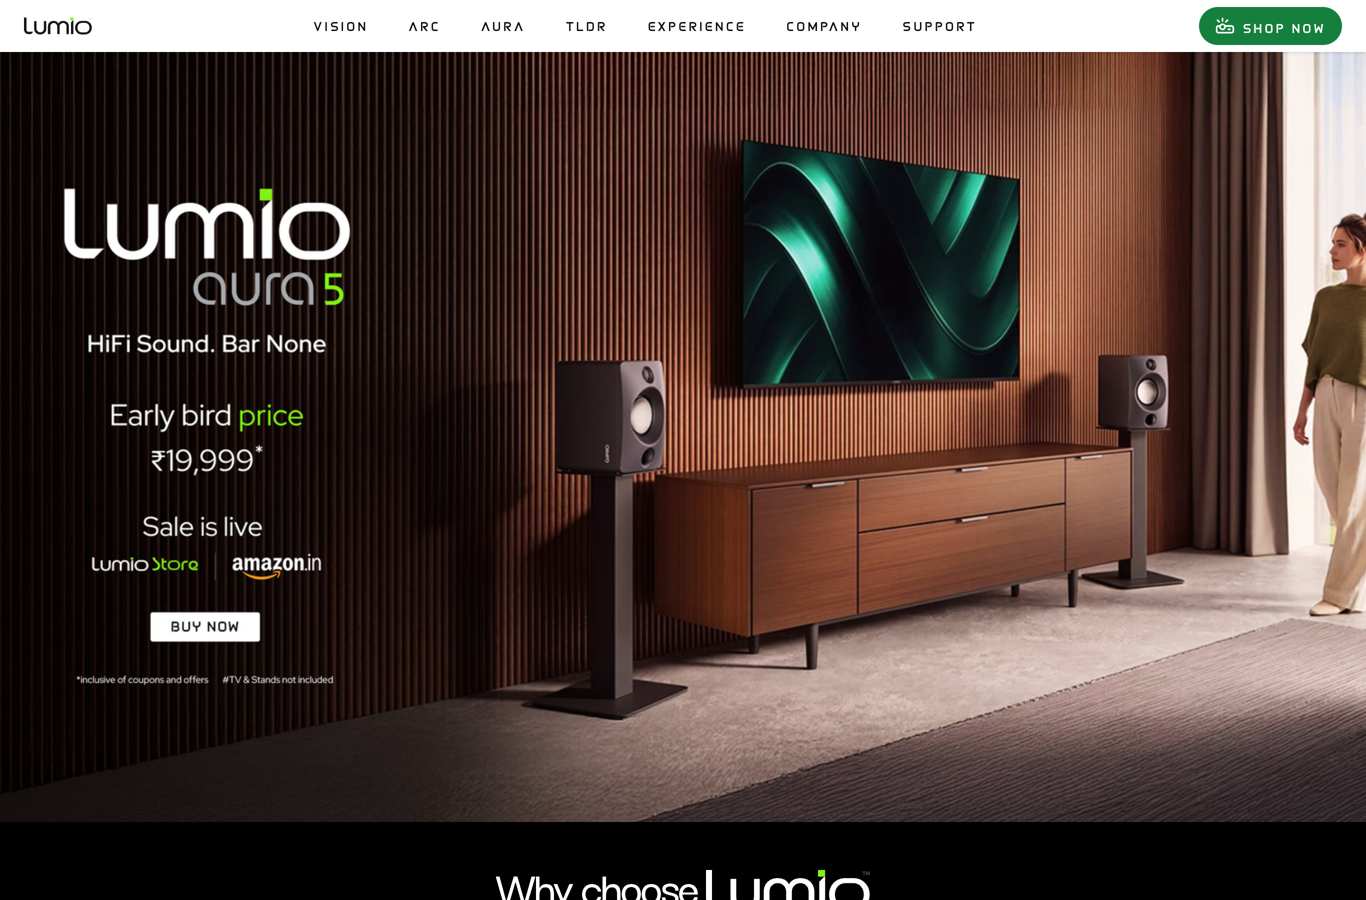 Lumio
VISION ARC AURA TLDR EXPERIENCE COMPANY SUPPORT
SHOP NOW
Lumio
aura 5
HiFi Sound. Bar None
Early bird price
₹19,999*
Sale is live
Lumio Store | amazon.in
BUY NOW
*inclusive of coupons and offers #TV & Stands not included
LUMIO
Why choose Lumio™